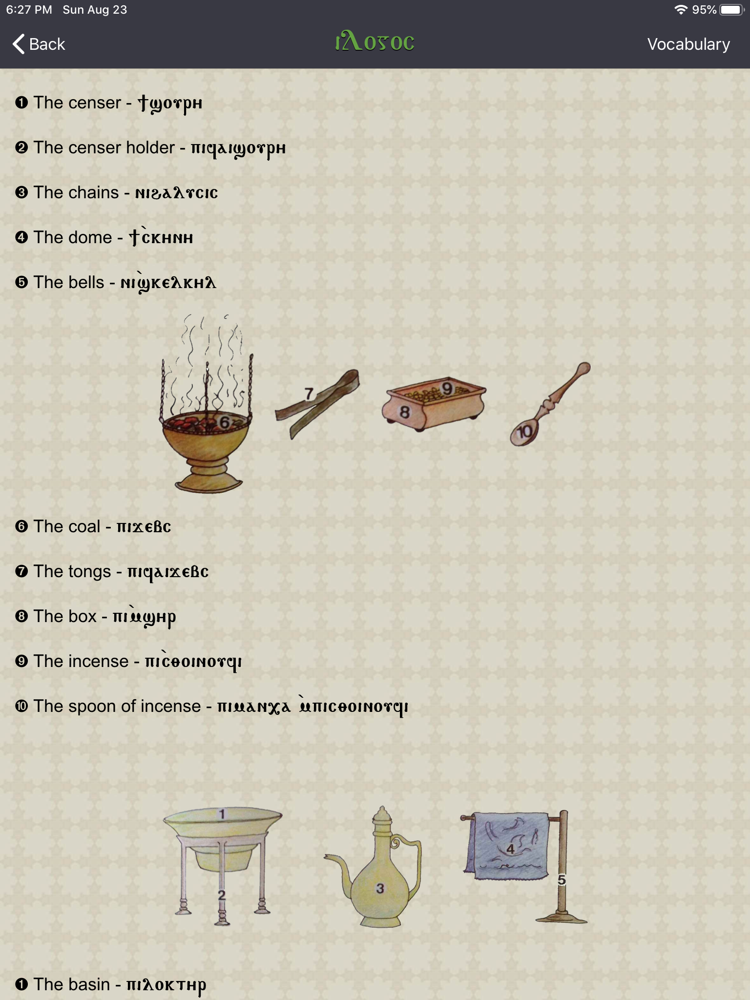 6:27 PM Sun Aug 23 95%
Back ⲓⲖⲟⲅⲟⲥ Vocabulary
❶ The censer - ϯϣⲟⲩⲣⲏ
❷ The censer holder - ⲡⲓϥⲁⲓϣⲟⲩⲣⲏ
❸ The chains - ⲛⲓϩⲁⲗⲩⲥⲓⲥ
❹ The dome - ϯⲥ̀ⲕⲏⲛⲏ
❺ The bells - ⲛⲓϣ̀ⲕⲉⲗⲕⲏⲗ
7
9
8
6
10
❻ The coal - ⲡⲓϫⲉⲃⲥ
❼ The tongs - ⲡⲓϥⲁⲓϫⲉⲃⲥ
❽ The box - ⲡⲓⲙ̀ϣⲏⲣ
❾ The incense - ⲡⲓⲥ̀ⲑⲟⲓⲛⲟⲩϥⲓ
❿ The spoon of incense - ⲡⲓⲙⲁⲛⲭⲁ ⲙ̀ⲡⲓⲥⲑⲟⲓⲛⲟⲩϥⲓ
1
2
3
4
5
❶ The basin - ⲡⲓⲗⲟⲕⲧⲏⲣ